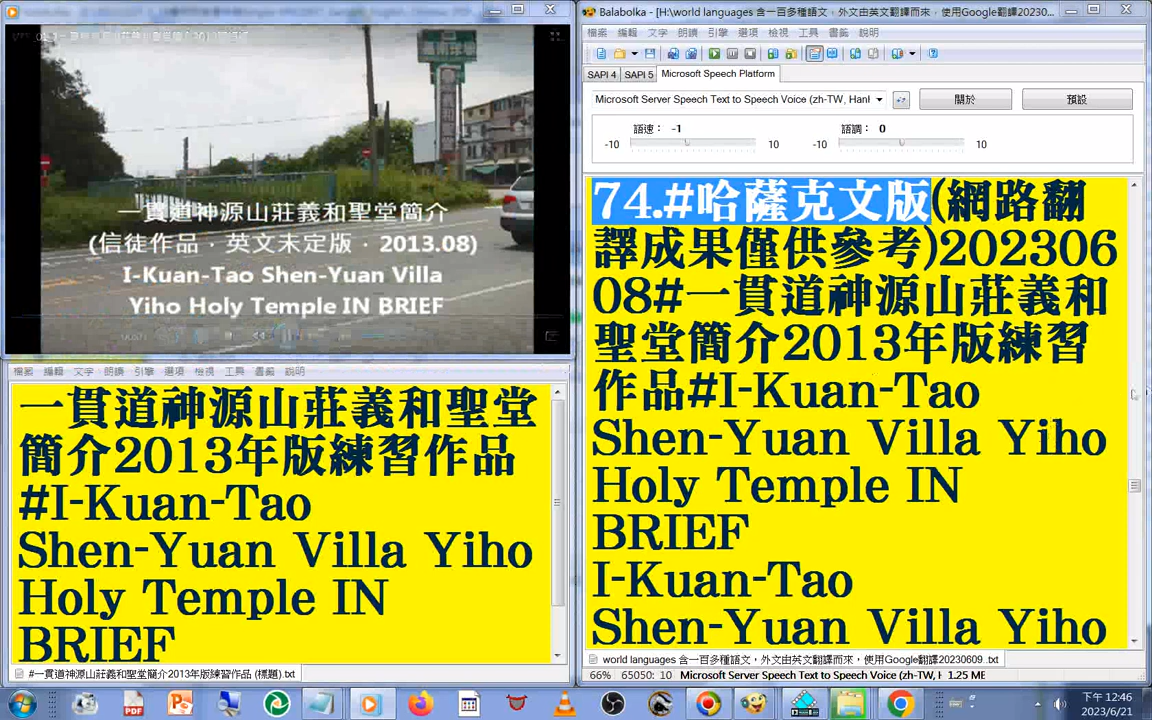 Balabolka - [H:\world languages 含一百多種語文，外文由英文翻譯而來，使用Google翻譯20230...
檔案 編輯 文字 朗讀 引擎 選項 檢視 工具 書籤 說明
SAPI 4 SAPI 5 Microsoft Speech Platform
Microsoft Server Speech Text to Speech Voice (zh-TW, Hanl
關於 預設
語速： -1 語調： 0
-10 10 -10 10
一貫道神源山莊義和聖堂簡介
(信徒作品．英文未定版．2013.08)
I-Kuan-Tao Shen-Yuan Villa
Yiho Holy Temple IN BRIEF
檔案 編輯 文字 朗讀 引擎 選項 檢視 工具 書籤 說明
一貫道神源山莊義和聖堂
簡介2013年版練習作品
#I-Kuan-Tao
Shen-Yuan Villa Yiho
Holy Temple IN
BRIEF
#一貫道神源山莊義和聖堂簡介2013年版練習作品 (標題).txt
74.#哈薩克文版(網路翻
譯成果僅供參考)202306
08#一貫道神源山莊義和
聖堂簡介2013年版練習
作品#I-Kuan-Tao
Shen-Yuan Villa Yiho
Holy Temple IN
BRIEF
I-Kuan-Tao
Shen-Yuan Villa Yiho
world languages 含一百多種語文，外文由英文翻譯而來，使用Google翻譯20230609 .txt
66% 65050: 10 Microsoft Server Speech Text to Speech Voice (zh-TW, H 1.25 ME
下午 12:46
2023/6/21